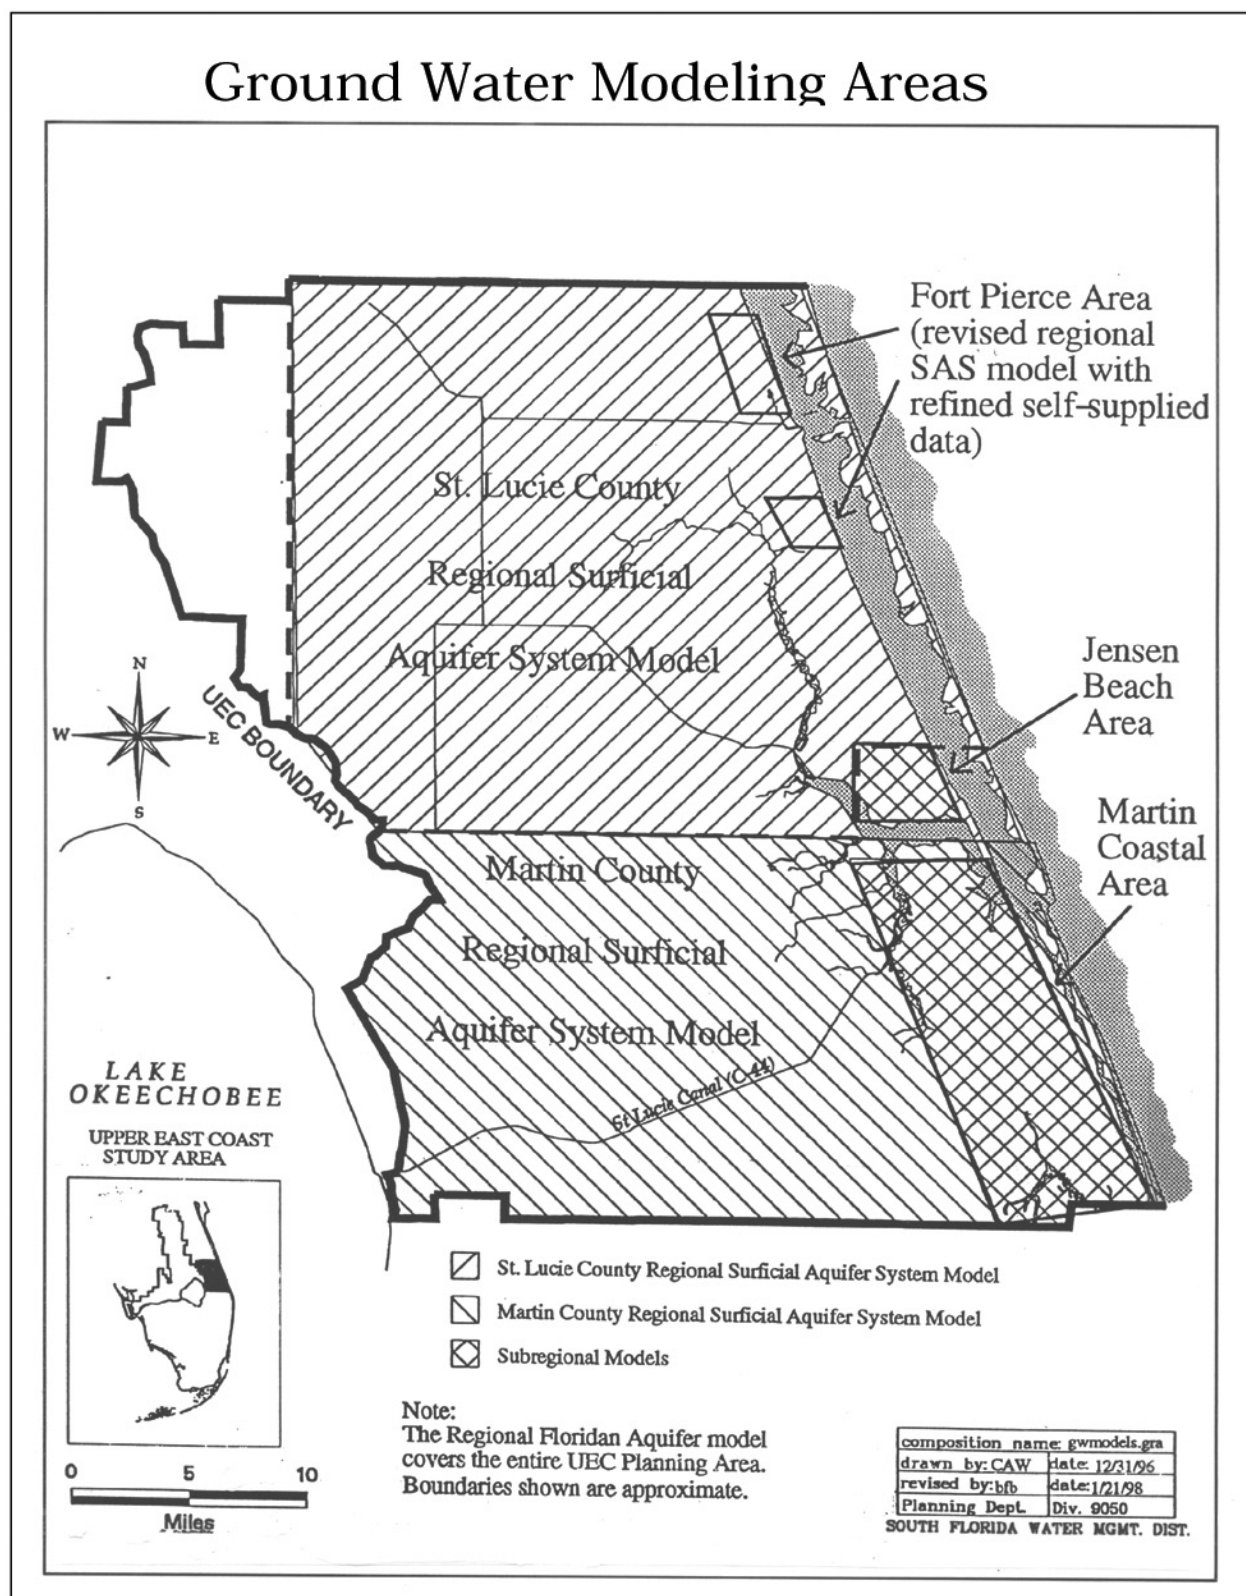 Ground Water Modeling Areas
Fort Pierce Area
(revised regional
SAS model with
refined self-supplied
data)
St. Lucie County
Regional Surficial
Aquifer System Model
Jensen
Beach
Area
N
W
E
S
UEC BOUNDARY
Martin
Coastal
Area
Martin County
Regional Surficial
Aquifer System Model
St Lucie Canal (C-44)
LAKE
OKEECHOBEE
UPPER EAST COAST
STUDY AREA
St. Lucie County Regional Surficial Aquifer System Model
Martin County Regional Surficial Aquifer System Model
Subregional Models
Note:
The Regional Floridan Aquifer model
covers the entire UEC Planning Area.
Boundaries shown are approximate.
0 5 10
Miles
composition name: gwmodels.gra
drawn by: CAW date: 12/31/96
revised by: bfb date: 1/21/98
Planning Dept. Div. 9050
SOUTH FLORIDA WATER MGMT. DIST.